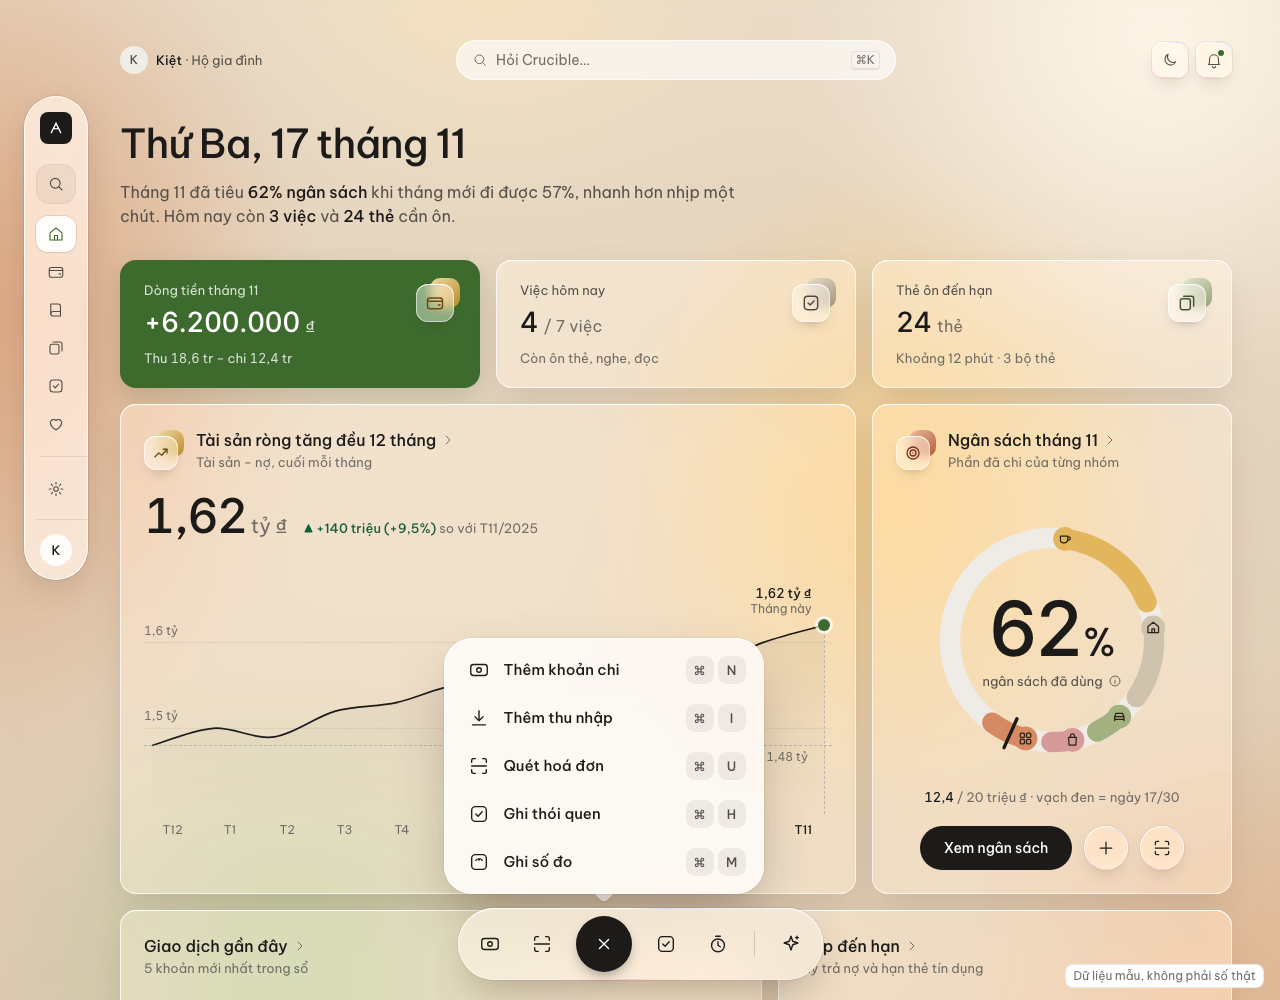 K Kiệt · Hộ gia đình
Hỏi Crucible... ⌘K
Thứ Ba, 17 tháng 11
Tháng 11 đã tiêu 62% ngân sách khi tháng mới đi được 57%, nhanh hơn nhịp một
chút. Hôm nay còn 3 việc và 24 thẻ cần ôn.
Dòng tiền tháng 11
+6.200.000 ₫
Thu 18,6 tr – chi 12,4 tr
Việc hôm nay
4 / 7 việc
Còn ôn thẻ, nghe, đọc
Thẻ ôn đến hạn
24 thẻ
Khoảng 12 phút · 3 bộ thẻ
Tài sản ròng tăng đều 12 tháng
Tài sản – nợ, cuối mỗi tháng
1,62 tỷ ₫
+140 triệu (+9,5%) so với T11/2025
1,62 tỷ ₫
Tháng này
1,6 tỷ
1,5 tỷ
1,48 tỷ
T12 T1 T2 T3 T4 T11
Ngân sách tháng 11
Phần đã chi của từng nhóm
62%
ngân sách đã dùng
12,4 / 20 triệu ₫ · vạch đen = ngày 17/30
Xem ngân sách
Thêm khoản chi ⌘ N
Thêm thu nhập ⌘ I
Quét hoá đơn ⌘ U
Ghi thói quen ⌘ H
Ghi số đo ⌘ M
K
Giao dịch gần đây
5 khoản mới nhất trong sổ
đến hạn
trả nợ và hạn thẻ tín dụng
Dữ liệu mẫu, không phải số thật